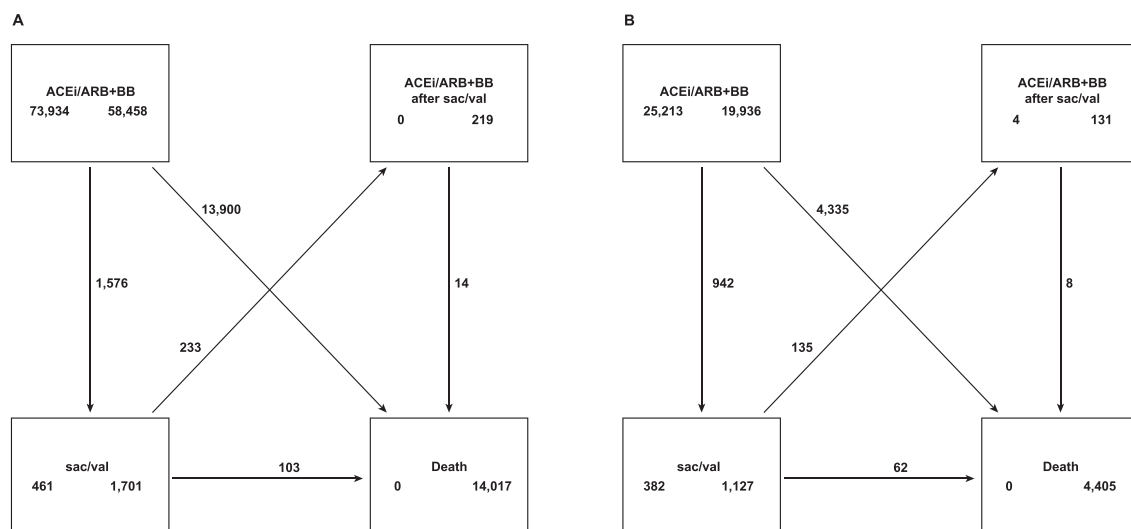 A
ACEi/ARB+BB
73,934 58,458
ACEi/ARB+BB
after sac/val
0 219
13,900
1,576
14
233
sac/val
461 1,701
103
Death
0 14,017
B
ACEi/ARB+BB
25,213 19,936
ACEi/ARB+BB
after sac/val
4 131
4,335
942
8
135
sac/val
382 1,127
62
Death
0 4,405